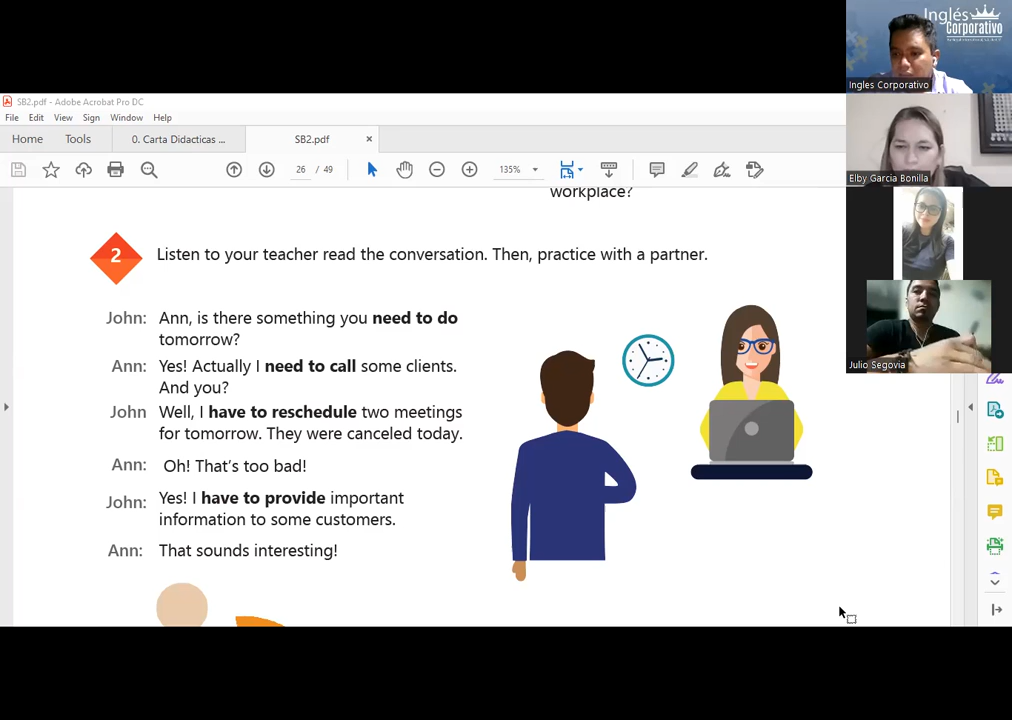 Inglés
Corporativo
Ingles Corporativo
SB2.pdf - Adobe Acrobat Pro DC
File Edit View Sign Window Help
Home Tools 0. Carta Didacticas ... SB2.pdf ×
26 / 49 135%
workplace?
Elby Garcia Bonilla
2 Listen to your teacher read the conversation. Then, practice with a partner.
John: Ann, is there something you need to do
tomorrow?
Ann: Yes! Actually I need to call some clients.
And you?
John Well, I have to reschedule two meetings
for tomorrow. They were canceled today.
Ann: Oh! That's too bad!
John: Yes! I have to provide important
information to some customers.
Ann: That sounds interesting!
Julio Segovia